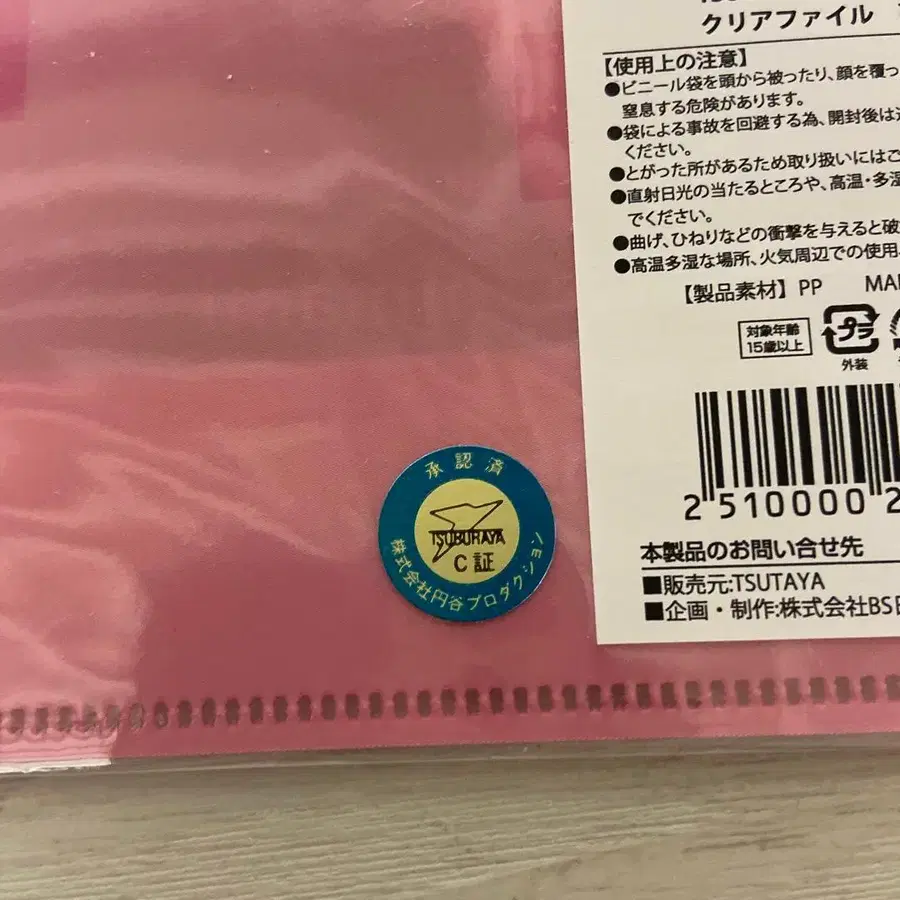 クリアファイル
【使用上の注意】
●ビニール袋を頭から被ったり、顔を覆っ
窒息する危険があります。
●袋による事故を回避する為、開封後は
ください。
●とがった所があるため取り扱いにはご
●直射日光の当たるところや、高温・多湿
でください。
●曲げ、ひねりなどの衝撃を与えると破
●高温多湿な場所、火気周辺での使用
【製品素材】PP MA
対象年齢
15歳以上
プラ
外装
2 510000 2
本製品のお問い合せ先
■販売元:TSUTAYA
■企画・制作:株式会社BS
承認済
TSUBURAYA
C証
株式会社円谷プロダクション